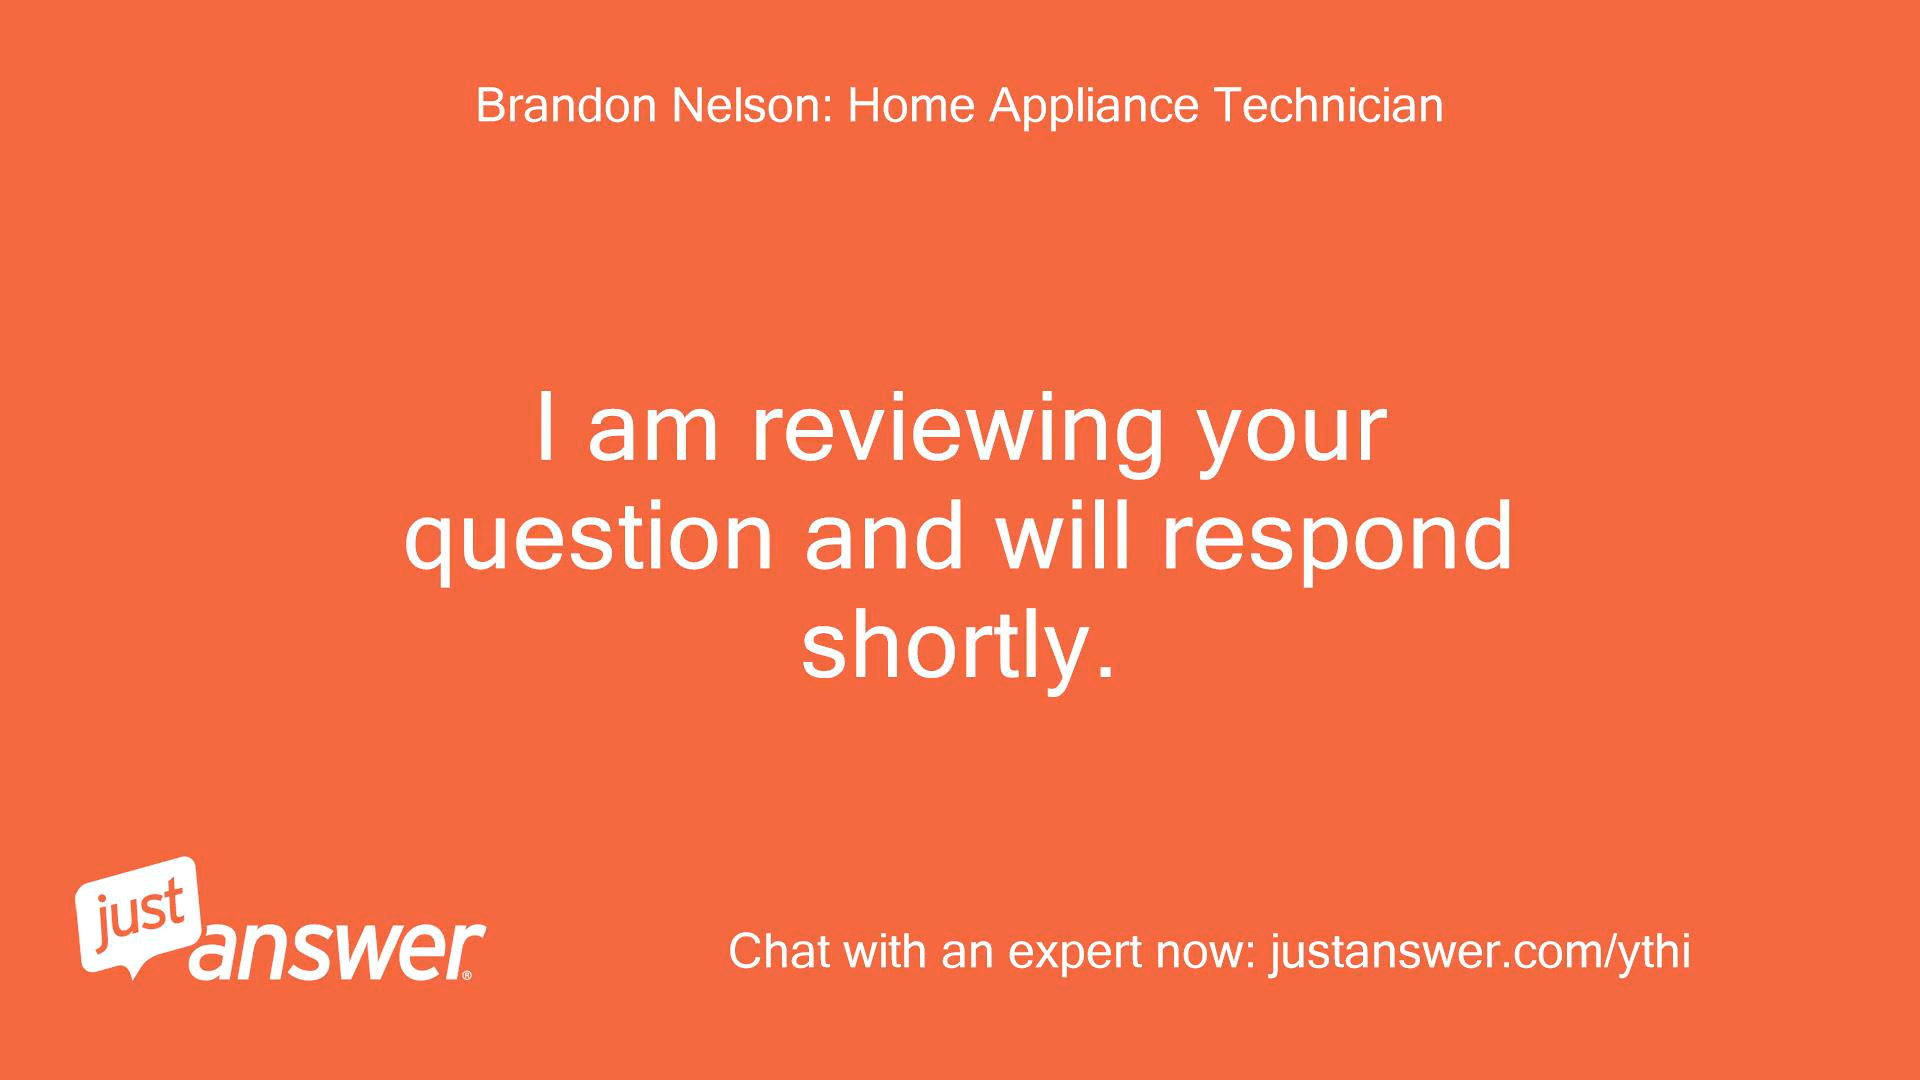 Brandon Nelson: Home Appliance Technician
I am reviewing your
question and will respond
shortly.
just
answer®
Chat with an expert now: justanswer.com/ythi